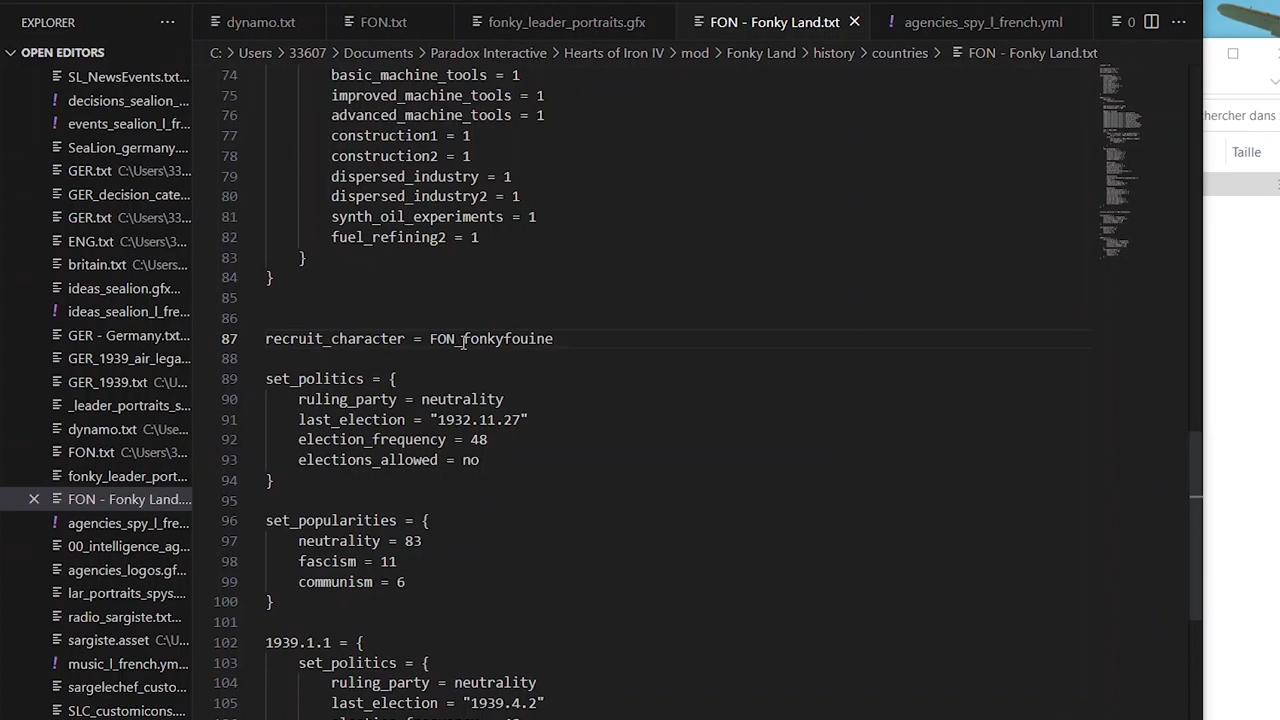 EXPLORER ···
dynamo.txt
FON.txt
fonky_leader_portraits.gfx
FON - Fonky Land.txt
agencies_spy_l_french.yml
0
OPEN EDITORS
C: > Users > 33607 > Documents > Paradox Interactive > Hearts of Iron IV > mod > Fonky Land > history > countries > FON - Fonky Land.txt
SL_NewsEvents.txt...
decisions_sealion_...
events_sealion_l_fr...
SeaLion_germany....
GER.txt C:\Users\33...
GER_decision_cate...
GER.txt C:\Users\33...
ENG.txt C:\Users\3...
britain.txt C:\Users...
ideas_sealion.gfx...
ideas_sealion_l_fre...
GER - Germany.txt...
GER_1939_air_lega...
GER_1939.txt C:\U...
_leader_portraits_s...
dynamo.txt C:\Use...
FON.txt C:\Users\3...
fonky_leader_port...
FON - Fonky Land....
agencies_spy_l_fre...
00_intelligence_ag...
agencies_logos.gf...
lar_portraits_spys....
radio_sargiste.txt...
sargiste.asset C:\U...
music_l_french.ym...
sargelechef_custo...
SLC_customicons....
74 basic_machine_tools = 1
75 improved_machine_tools = 1
76 advanced_machine_tools = 1
77 construction1 = 1
78 construction2 = 1
79 dispersed_industry = 1
80 dispersed_industry2 = 1
81 synth_oil_experiments = 1
82 fuel_refining2 = 1
83 }
84 }
85
86
87 recruit_character = FON_fonkyfouine
88
89 set_politics = {
90 ruling_party = neutrality
91 last_election = "1932.11.27"
92 election_frequency = 48
93 elections_allowed = no
94 }
95
96 set_popularities = {
97 neutrality = 83
98 fascism = 11
99 communism = 6
100 }
101
102 1939.1.1 = {
103 set_politics = {
104 ruling_party = neutrality
105 last_election = "1939.4.2"
chercher dans
Taille